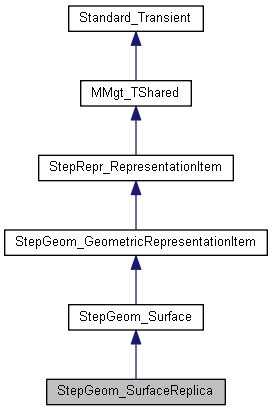 Standard_Transient
MMgt_TShared
StepRepr_RepresentationItem
StepGeom_GeometricRepresentationItem
StepGeom_Surface
StepGeom_SurfaceReplica